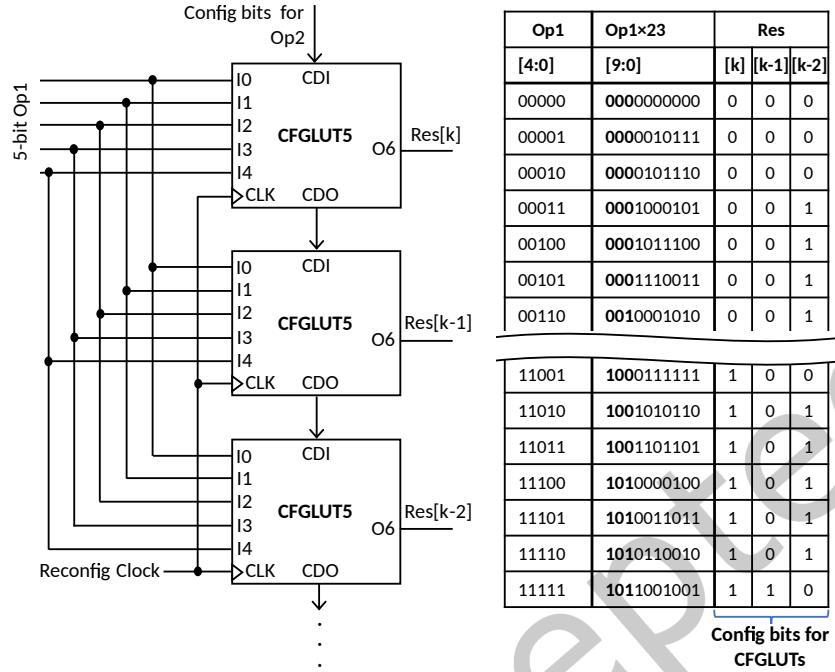 Config bits for
Op2
5-bit Op1
I0 CDI
I1
I2
CFGLUT5
I3 O6 Res[k]
I4
CLK CDO
I0 CDI
I1
I2 CFGLUT5
I3 O6 Res[k-1]
I4
CLK CDO
I0 CDI
I1
I2 CFGLUT5
I3 O6 Res[k-2]
I4
Reconfig Clock CLK CDO
Op1 Op1×23 Res
[4:0] [9:0] [k] [k-1] [k-2]
00000 0000000000 0 0 0
00001 0000010111 0 0 0
00010 0000101110 0 0 0
00011 0001000101 0 0 1
00100 0001011100 0 0 1
00101 0001110011 0 0 1
00110 0010001010 0 0 1
11001 1000111111 1 0 0
11010 1001010110 1 0 1
11011 1001101101 1 0 1
11100 1010000100 1 0 1
11101 1010011011 1 0 1
11110 1010110010 1 0 1
11111 1011001001 1 1 0
Config bits for
CFGLUTs